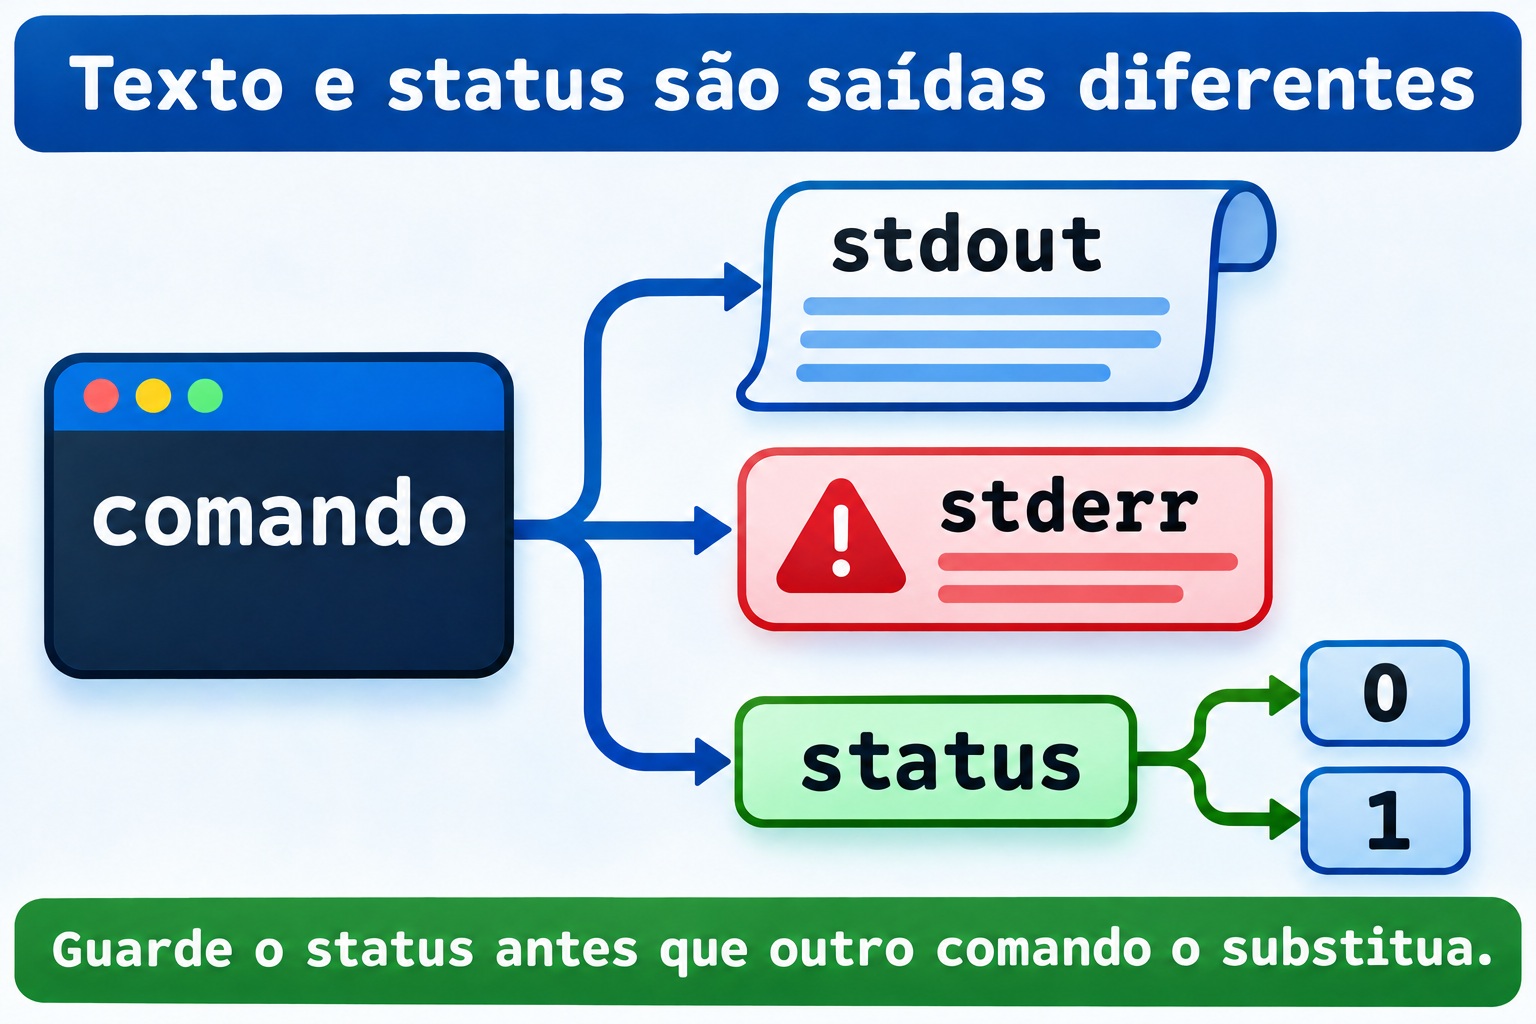 Texto e status são saídas diferentes
stdout
comando
stderr
status
0
1
Guarde o status antes que outro comando o substitua.